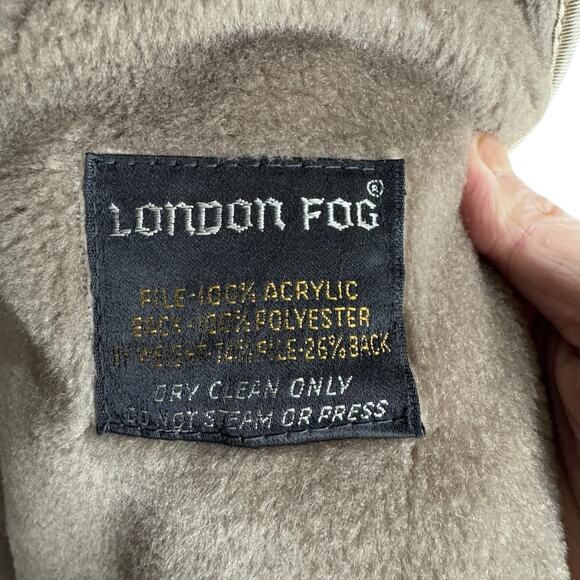 LONDON FOG®
PILE-100% ACRYLIC
BACK-100% POLYESTER
BY WEIGHT-74% PILE-26% BACK
DRY CLEAN ONLY
DO NOT STEAM OR PRESS